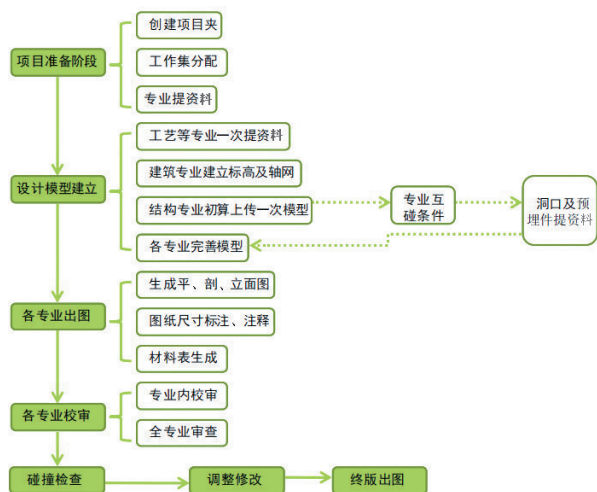 创建项目夹
项目准备阶段
工作集分配
专业提资料
工艺等专业一次提资料
设计模型建立
建筑专业建立标高及轴网
结构专业初算上传一次模型
专业互
碰条件
洞口及预
埋件提资料
各专业完善模型
生成平、剖、立面图
各专业出图
图纸尺寸标注、注释
材料表生成
专业内校审
各专业校审
全专业审查
碰撞检查
调整修改
终版出图